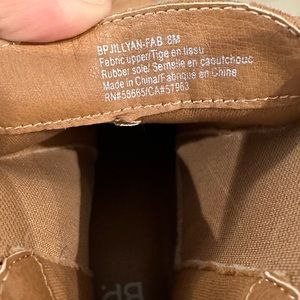 BPJILLYAN-FAB 8M
Fabric upper/Tige en tissu
Rubber sole/ Semelle en caoutchouc
Made in China/Fabriqué en Chine
RN#58665/CA#57963
BP.